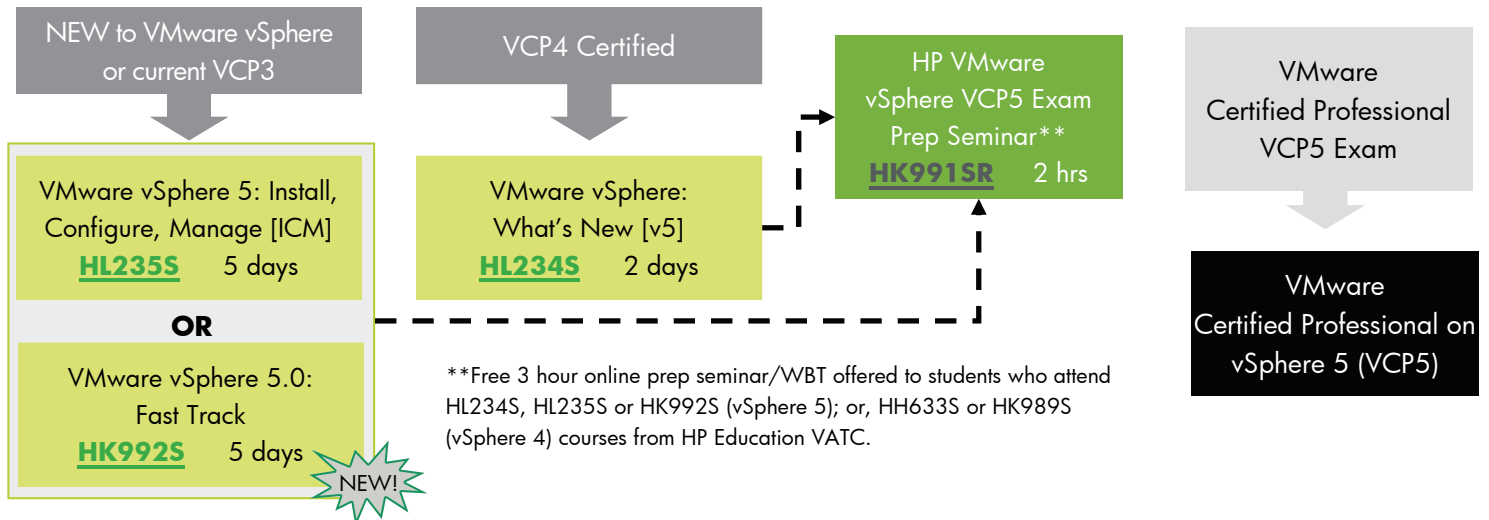 NEW to VMware vSphere
or current VCP3
VMware vSphere 5: Install,
Configure, Manage [ICM]
HL235S 5 days
OR
VMware vSphere 5.0:
Fast Track
HK992S 5 days
NEW!
VCP4 Certified
VMware vSphere:
What’s New [v5]
HL234S 2 days
HP VMware
vSphere VCP5 Exam
Prep Seminar**
HK991SR 2 hrs
**Free 3 hour online prep seminar/WBT offered to students who attend
HL234S, HL235S or HK992S (vSphere 5); or, HH633S or HK989S
(vSphere 4) courses from HP Education VATC.
VMware
Certified Professional
VCP5 Exam
VMware
Certified Professional on
vSphere 5 (VCP5)